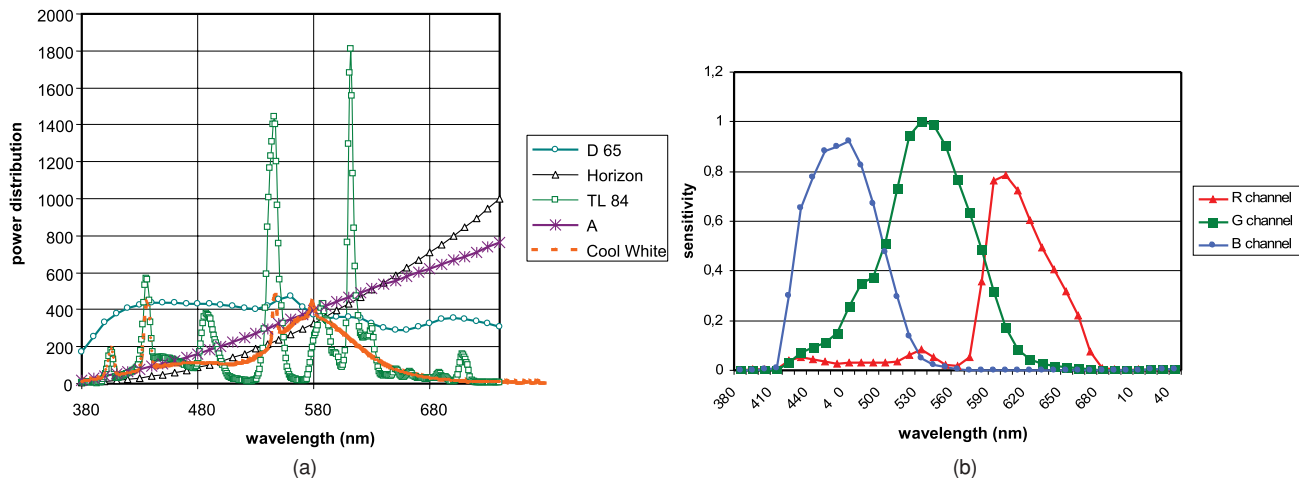 2000
1800
1600
1400
1200
1000
800
600
400
200
0
power distribution
380
480
580
680
wavelength (nm)
D 65
Horizon
TL 84
A
Cool White
(a)
1,2
1
0,8
0,6
0,4
0,2
0
sensitivity
380
410
440
4 0
500
530
560
590
620
650
680
10
40
wavelength (nm)
R channel
G channel
B channel
(b)